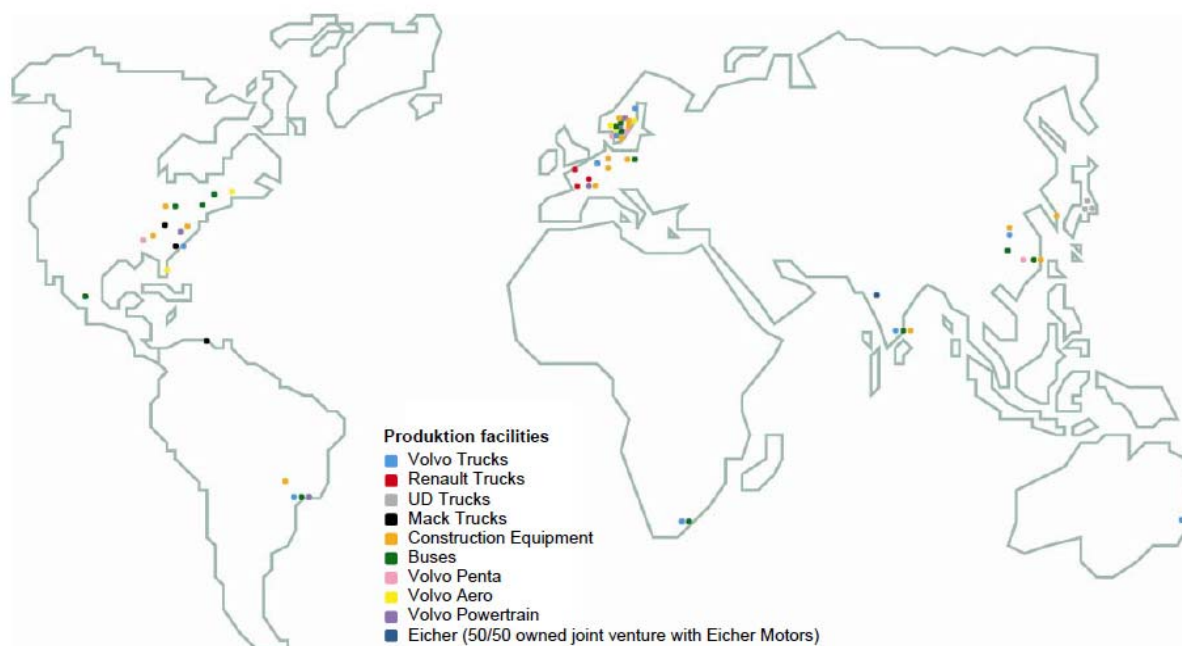 Produktion facilities
Volvo Trucks
Renault Trucks
UD Trucks
Mack Trucks
Construction Equipment
Buses
Volvo Penta
Volvo Aero
Volvo Powertrain
Eicher (50/50 owned joint venture with Eicher Motors)